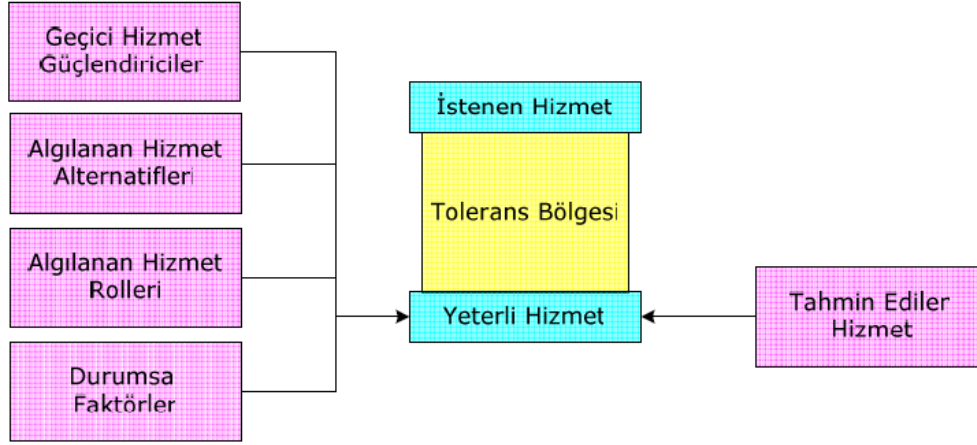 Geçici Hizmet
Güçlendiriciler
Algılanan Hizmet
Alternatifleri
Algılanan Hizmet
Rolleri
Durumsa
Faktörler
İstenen Hizmet
Tolerans Bölgesi
Yeterli Hizmet
Tahmin Ediler
Hizmet